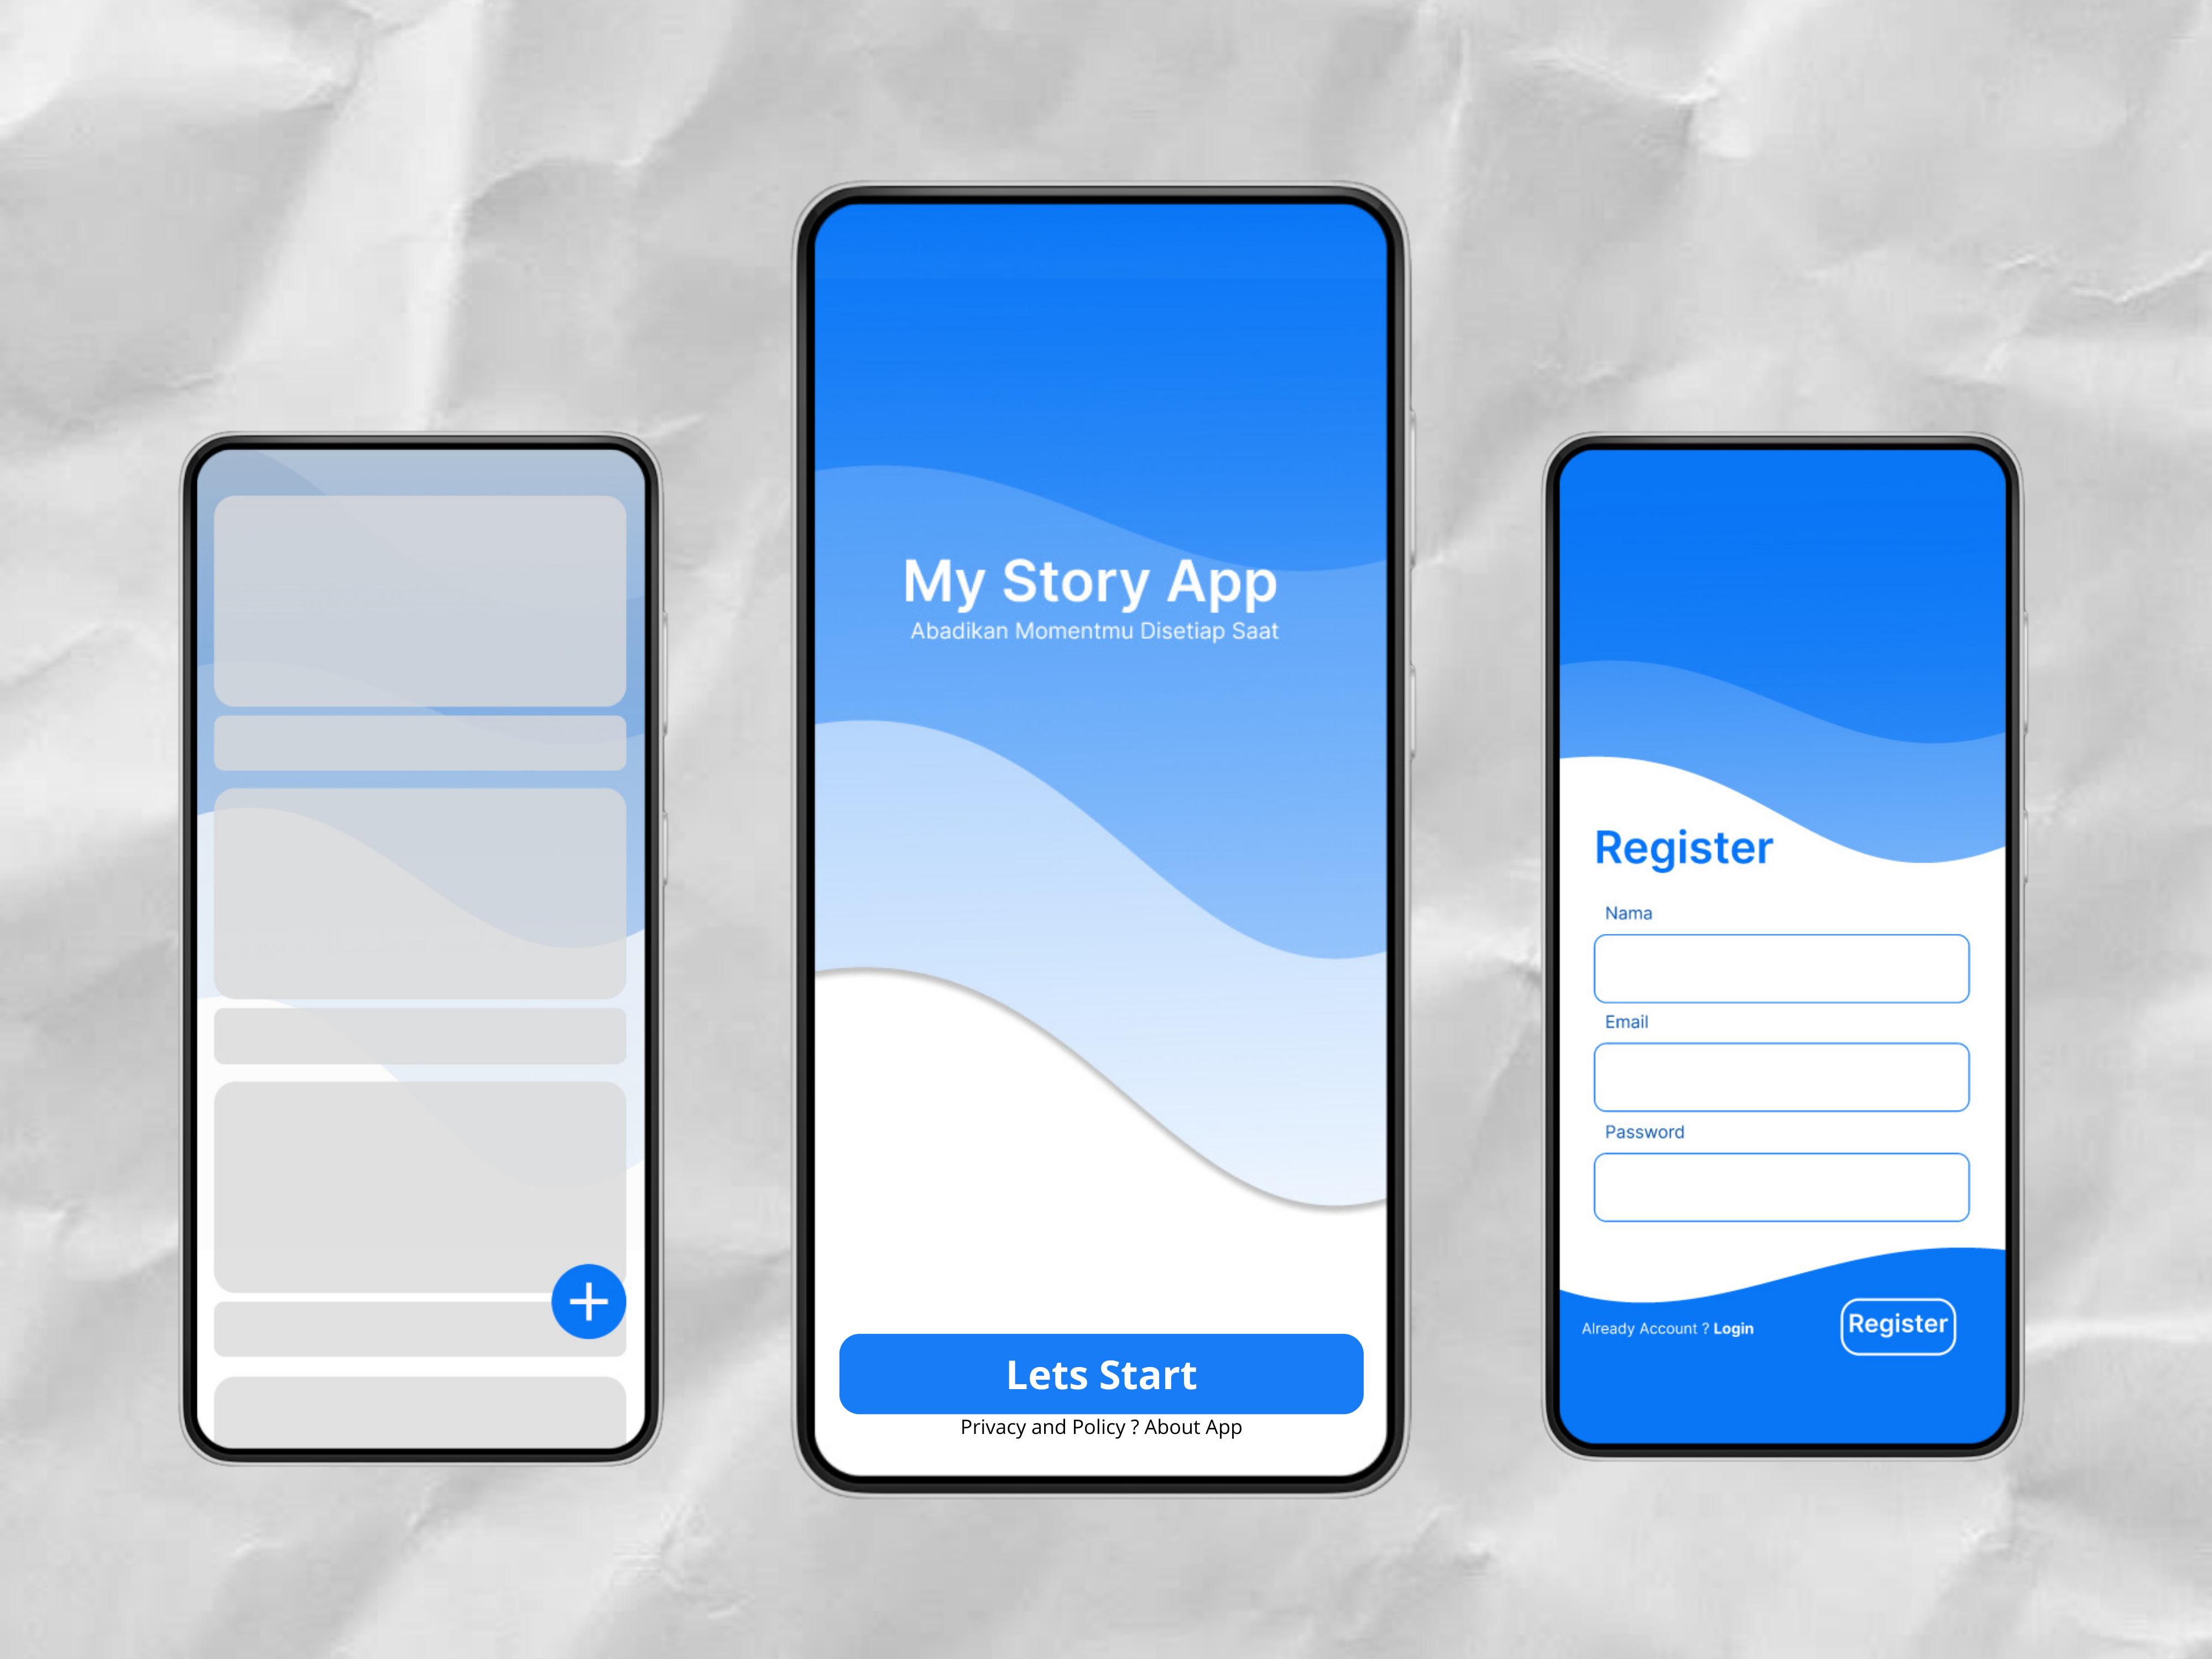 My Story App
Abadikan Momentmu Disetiap Saat
Lets Start
Privacy and Policy ? About App
Register
Nama
Email
Password
Already Account ? Login
Register